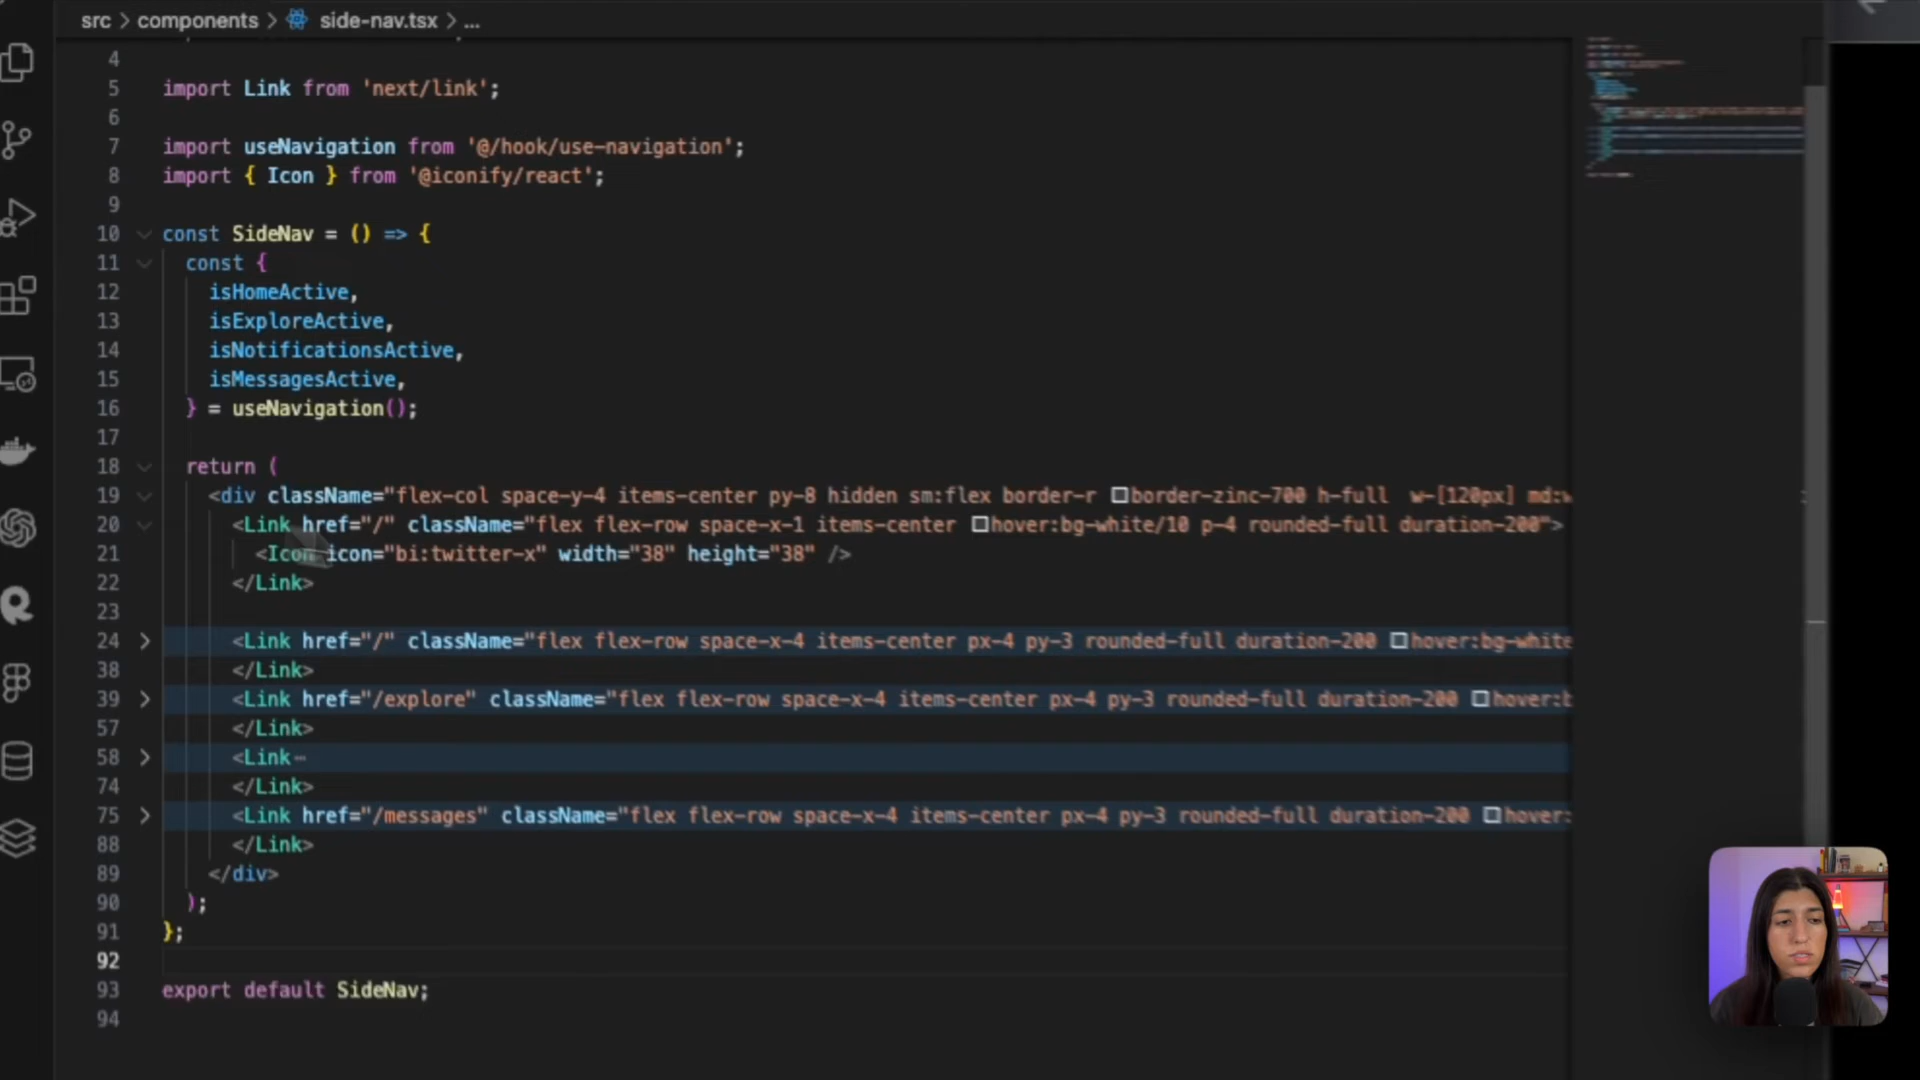 src > components > side-nav.tsx > ...
4
5 import Link from 'next/link';
6
7 import useNavigation from '@/hook/use-navigation';
8 import { Icon } from '@iconify/react';
9
10 const SideNav = () => {
11 const {
12 isHomeActive,
13 isExploreActive,
14 isNotificationsActive,
15 isMessagesActive,
16 } = useNavigation();
17
18 return (
19 <div className="flex-col space-y-4 items-center py-8 hidden sm:flex border-r border-zinc-700 h-full w-[120px] md:w
20 <Link href="/" className="flex flex-row space-x-1 items-center hover:bg-white/10 p-4 rounded-full duration-200">
21 <Icon icon="bi:twitter-x" width="38" height="38" />
22 </Link>
23
24 <Link href="/" className="flex flex-row space-x-4 items-center px-4 py-3 rounded-full duration-200 hover:bg-white
38 </Link>
39 <Link href="/explore" className="flex flex-row space-x-4 items-center px-4 py-3 rounded-full duration-200 hover:b
57 </Link>
58 <Link⋯
74 </Link>
75 <Link href="/messages" className="flex flex-row space-x-4 items-center px-4 py-3 rounded-full duration-200 hover:
88 </Link>
89 </div>
90 );
91 };
92
93 export default SideNav;
94